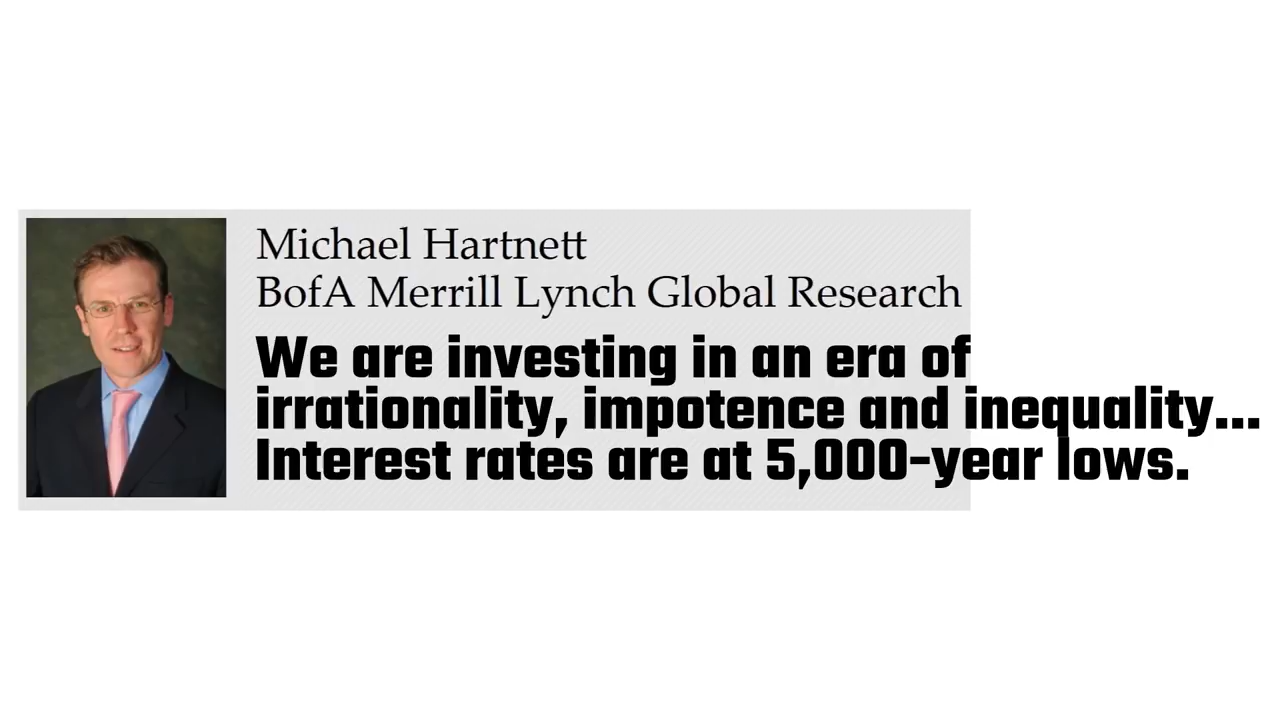 Michael Hartnett
BofA Merrill Lynch Global Research
We are investing in an era of
irrationality, impotence and inequality...
Interest rates are at 5,000-year lows.